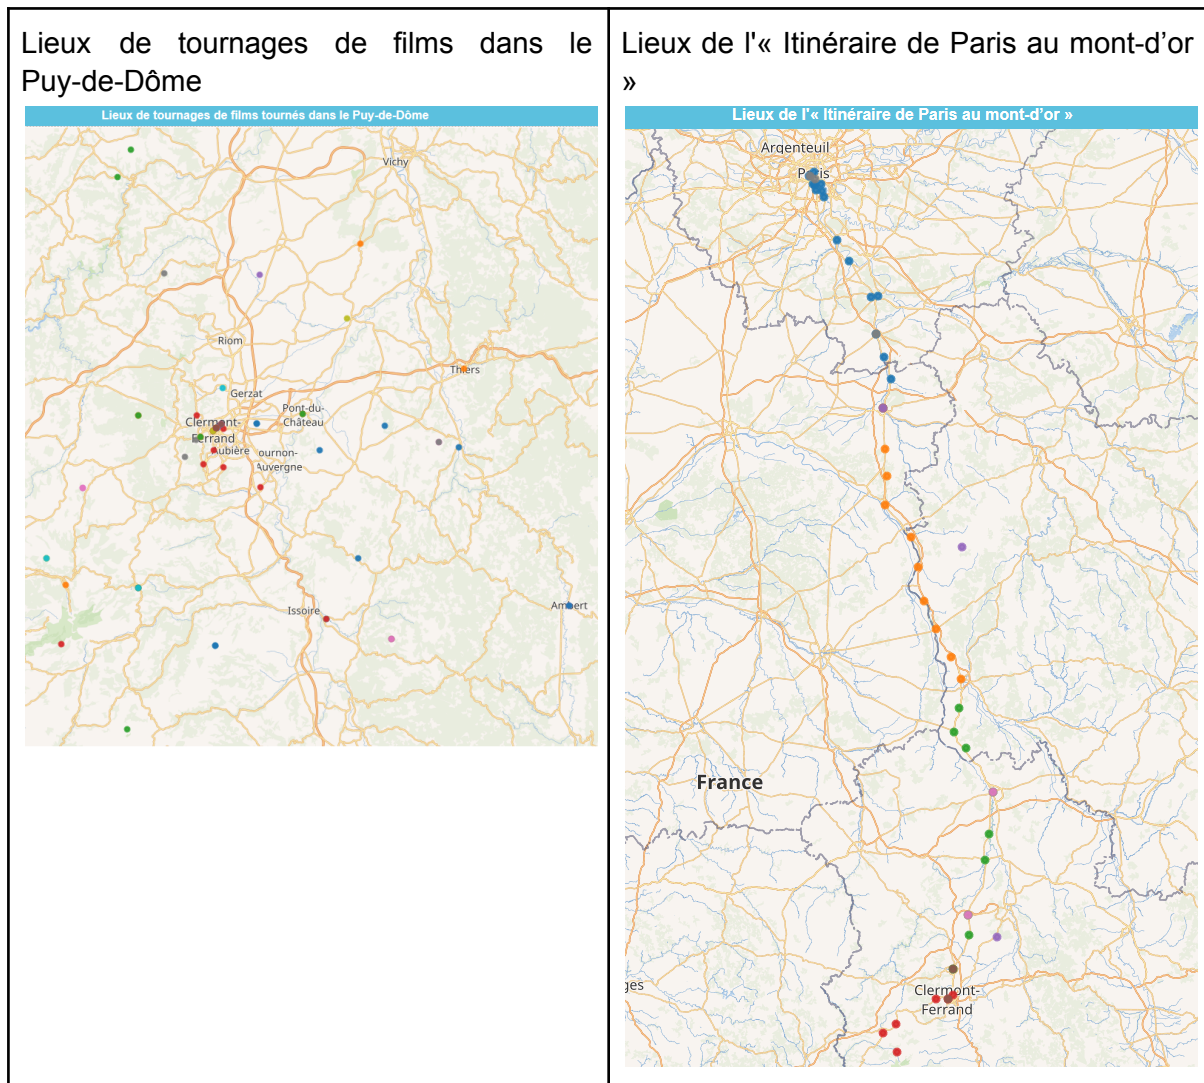 Lieux de tournages de films dans le
Puy-de-Dôme
Lieux de tournages de films tournés dans le Puy-de-Dôme
Vichy
Riom
Thiers
Gerzat
Pont-du-
Château
Clermont-
Ferrand
Aubière
ournon-
Auvergne
Issoire
Ambert
Lieux de l'« Itinéraire de Paris au mont-d’or
»
Lieux de l'« Itinéraire de Paris au mont-d’or »
Argenteuil
Paris
France
ges
Clermont-
Ferrand